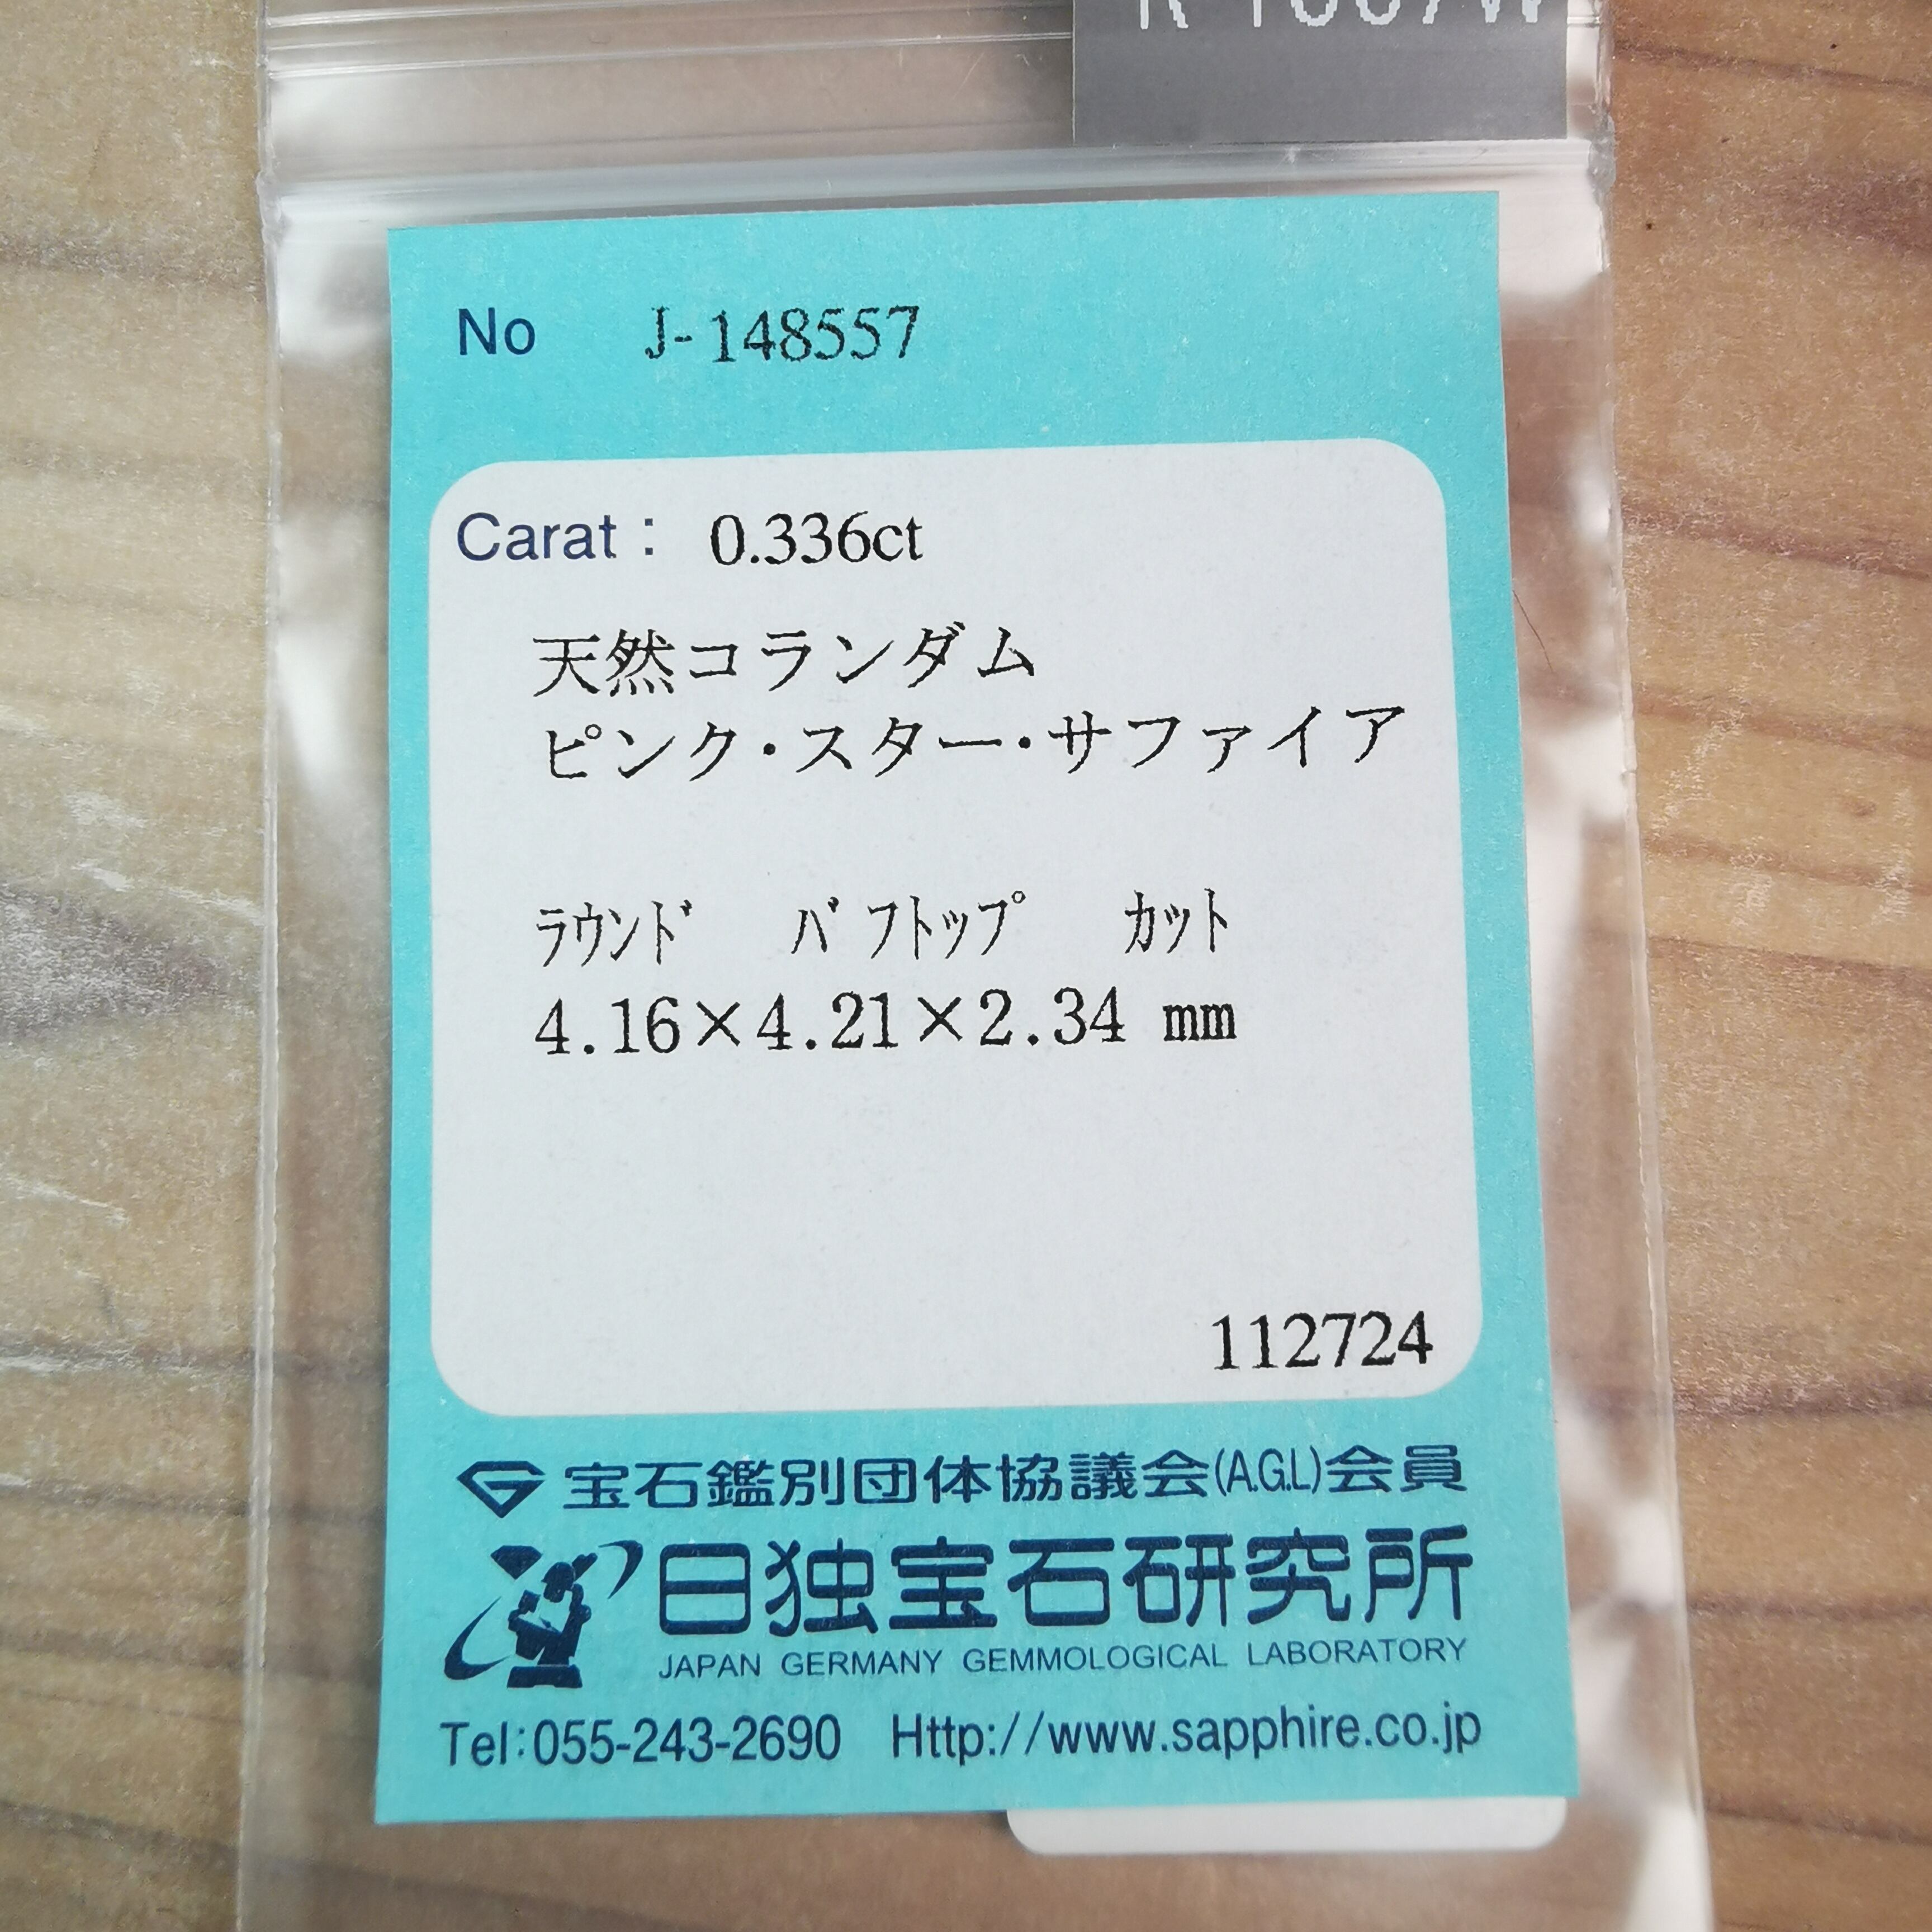 No J-148557
Carat : 0.336ct
天然コランダム
ピンク・スター・サファイア
ﾗｳﾝﾄﾞ ﾊﾞﾌﾄｯﾌﾟ ｶｯﾄ
4.16×4.21×2.34 mm
112724
宝石鑑別団体協議会(A.G.L)会員
日独宝石研究所
JAPAN GERMANY GEMMOLOGICAL LABORATORY
Tel:055-243-2690 Http://www.sapphire.co.jp